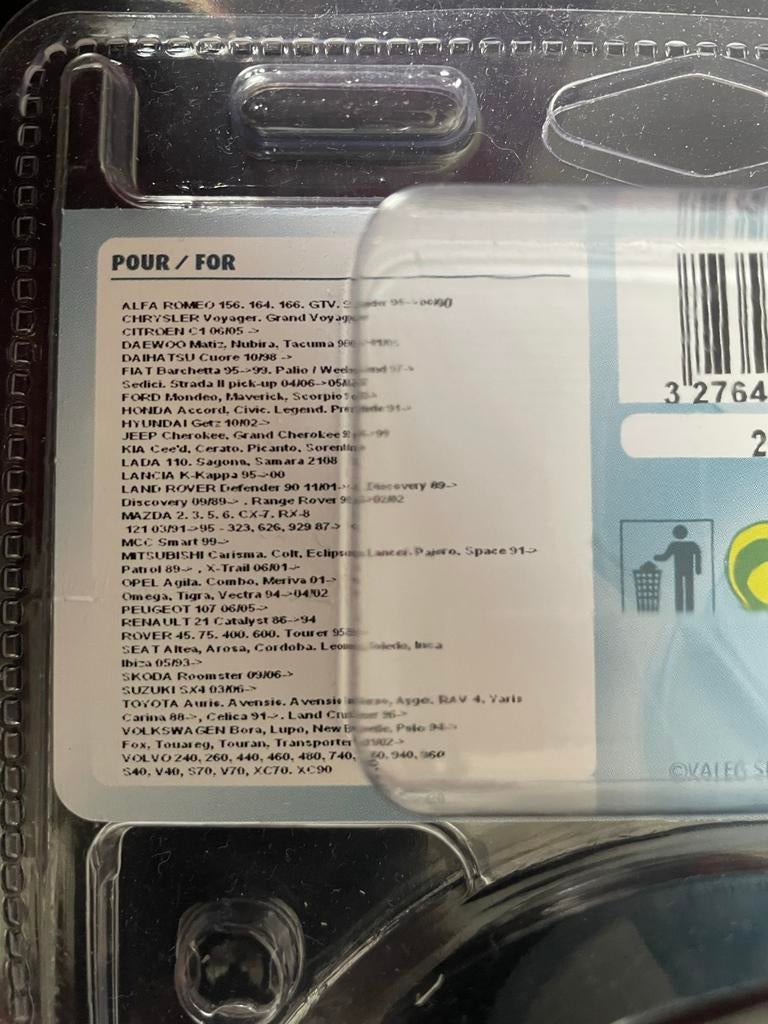 POUR / FOR
ALFA ROMEO 156. 164. 166. GTV.
CHRYSLER Voyager. Grand Voyager
CITROEN C1 06/05 ->
DAEWOO Matiz, Nubira, Tacuma
DAIHATSU Cuore 10/98 ->
FIAT Barchetta 95->99. Palio /
Sedici. Strada II pick-up 04/06->
FORD Mondeo, Maverick, Scorpio
HONDA Accord, Civic. Legend. 91->
HYUNDAI Getz 10/02->
JEEP Cherokee, Grand Cherokee
KIA Cee'd, Cerato. Picanto, Sorento
LADA 110. Sagona, Samara 2108
LANCIA K-Kappa 95->00
LAND ROVER Defender 90 11/01-> Discovery 89->
Discovery 09/89-> . Range Rover 02/02
MAZDA 2. 3. 5. 6. CX-7. RX-8
121 03/91->95 - 323, 626, 929 87->
MCC Smart 99->
MITSUBISHI Carisma. Colt, Eclipse. Lancer. Pajero, Space 91->
Patrol 89-> . X-Trail 06/01->
OPEL Agila. Combo, Meriva 01->
Omega, Tigra, Vectra 94->04/02
PEUGEOT 107 06/05->
RENAULT 21 Catalyst 86->94
ROVER 45. 75. 400. 600. Tourer 95
SEAT Altea, Arosa, Cordoba. Toledo, Inca
Ibiza 05/93->
SKODA Roomster 09/06->
SUZUKI SX4 03/06->
TOYOTA Auris. Avensis. Avensis Aygo. RAV 4. Yaris
Carina 88->, Celica 91->. Land Cruiser 96->
VOLKSWAGEN Bora, Lupo, New Beetle, Polo 94->
Fox, Touareg, Touran, Transporter
VOLVO 240, 260, 440, 460, 480, 740, 940, 960
S40, V40, S70, V70, XC70. XC90
3 2764
2
©VALEO